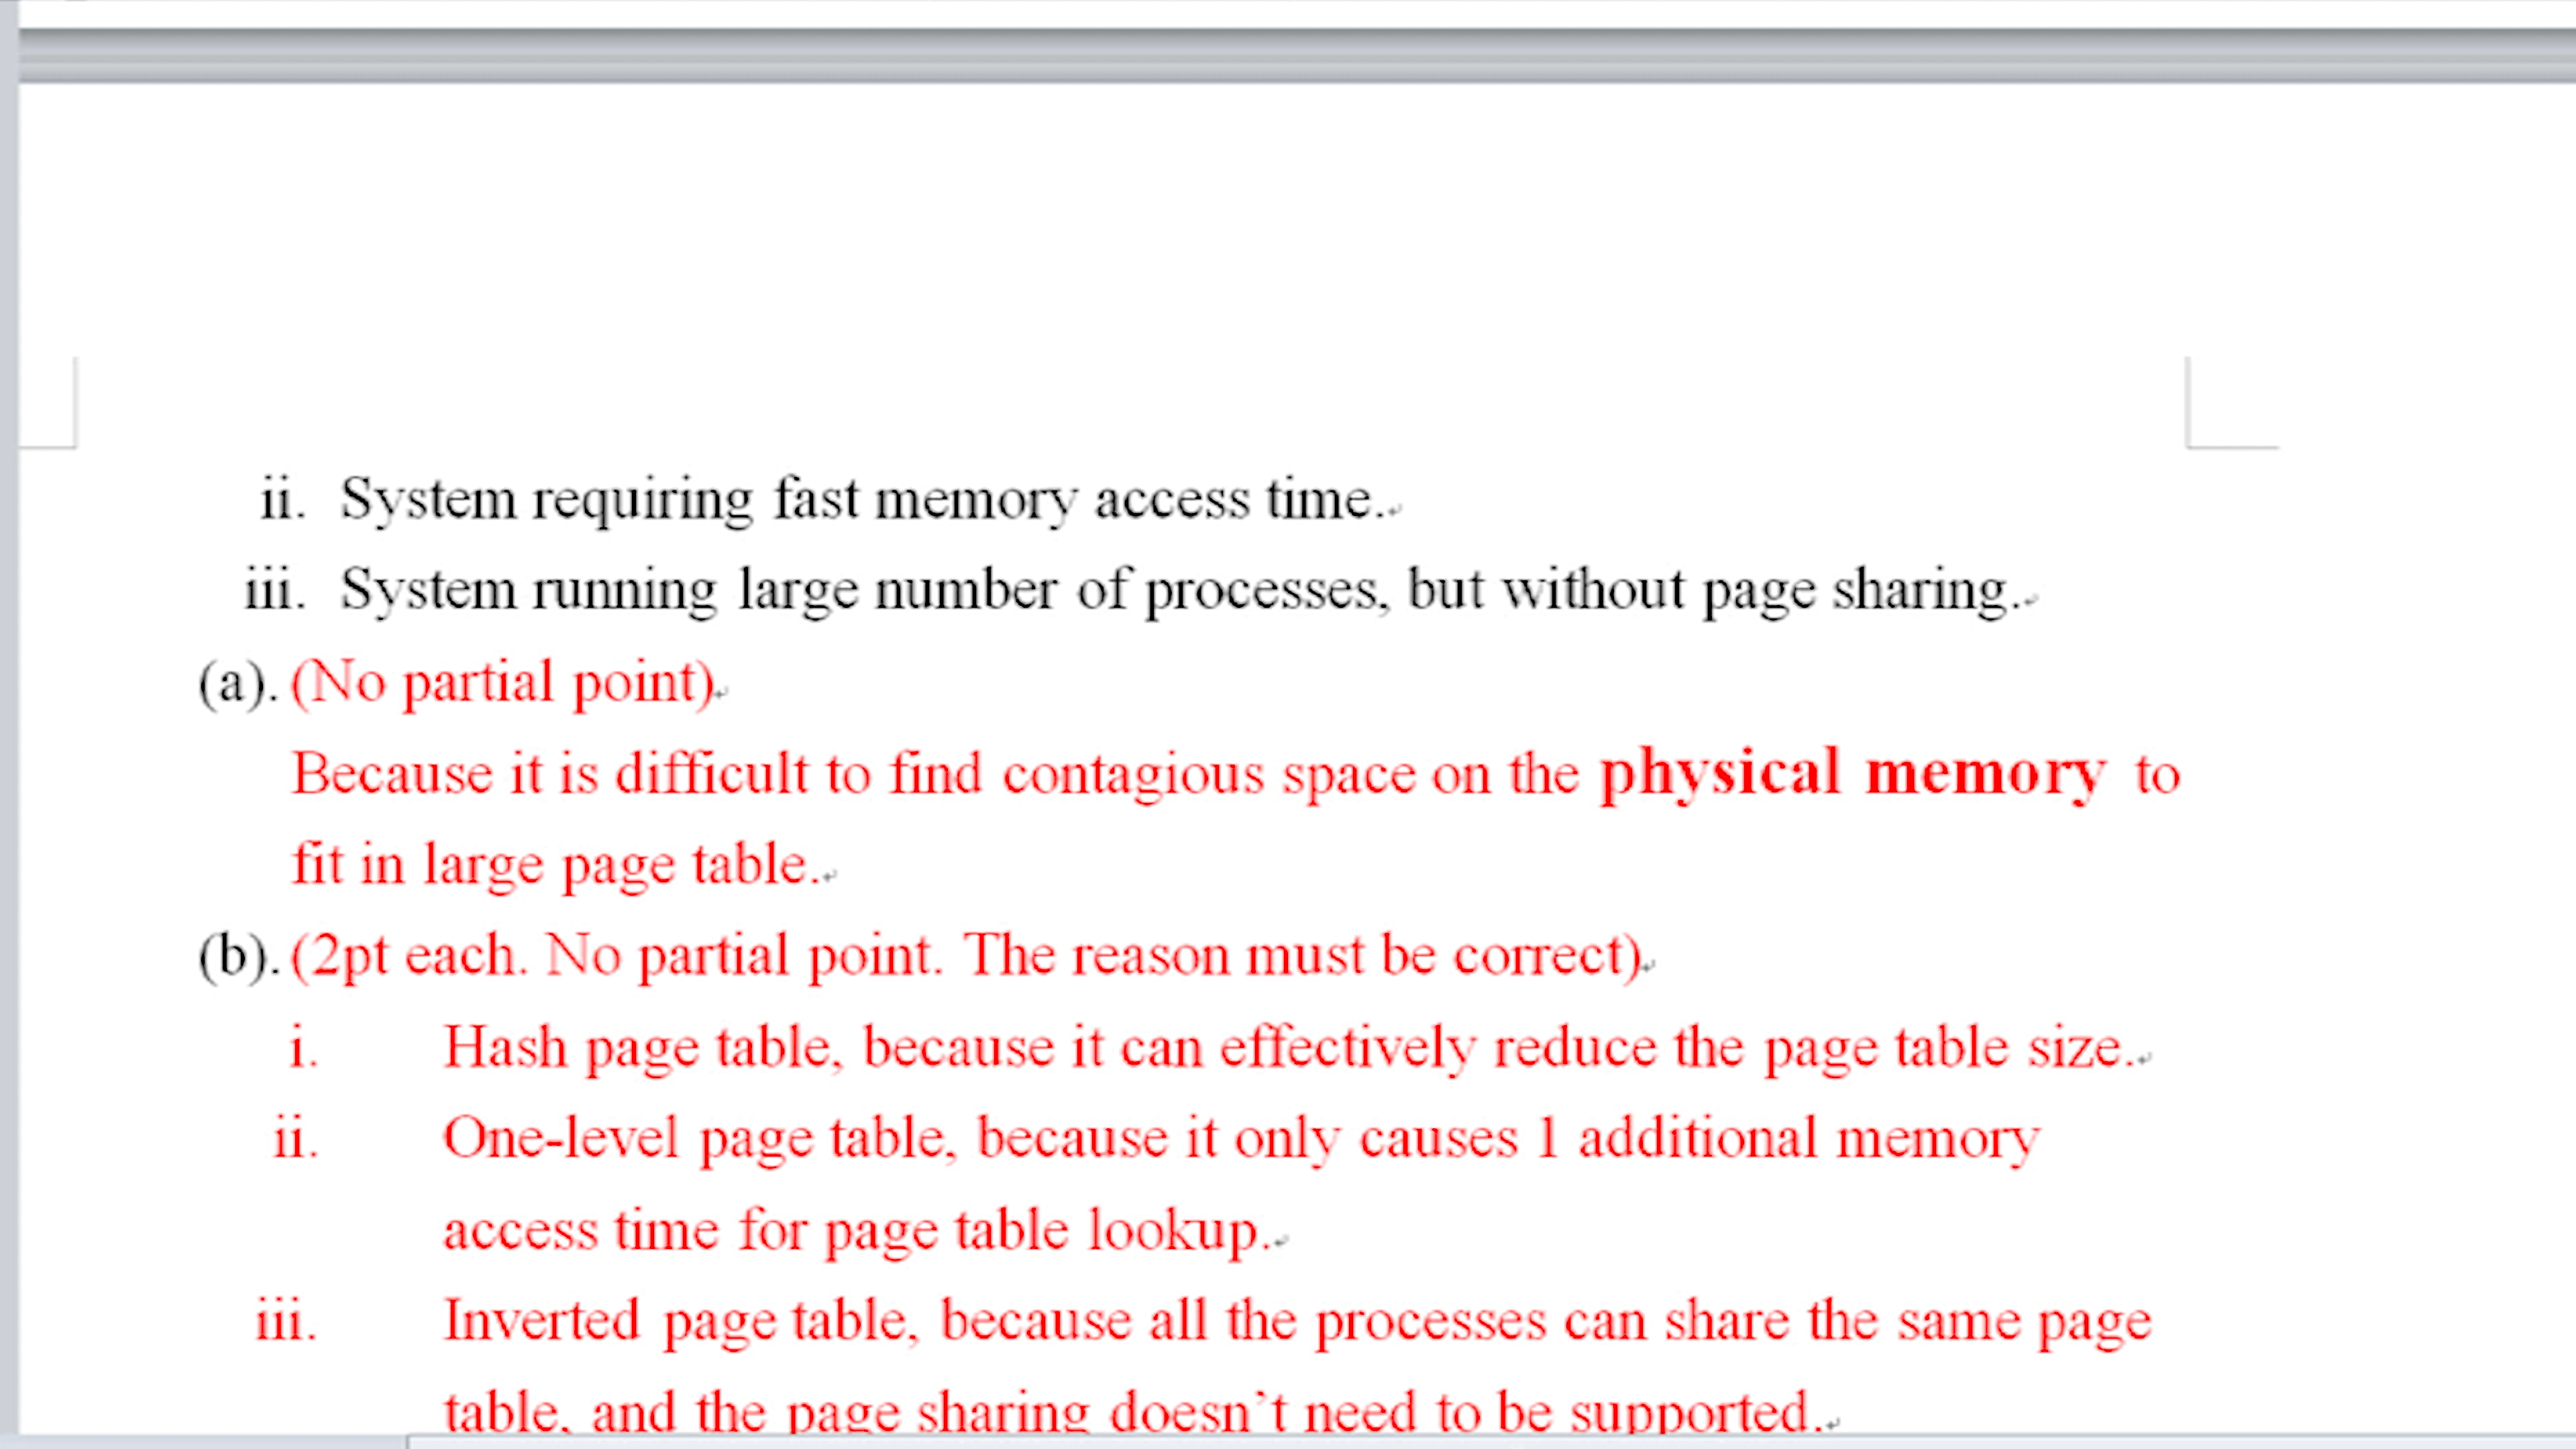 ii. System requiring fast memory access time.
iii. System running large number of processes, but without page sharing.
(a). (No partial point)
Because it is difficult to find contagious space on the physical memory to
fit in large page table.
(b). (2pt each. No partial point. The reason must be correct)
i. Hash page table, because it can effectively reduce the page table size.
ii. One-level page table, because it only causes 1 additional memory
access time for page table lookup.
iii. Inverted page table, because all the processes can share the same page
table, and the page sharing doesn't need to be supported.